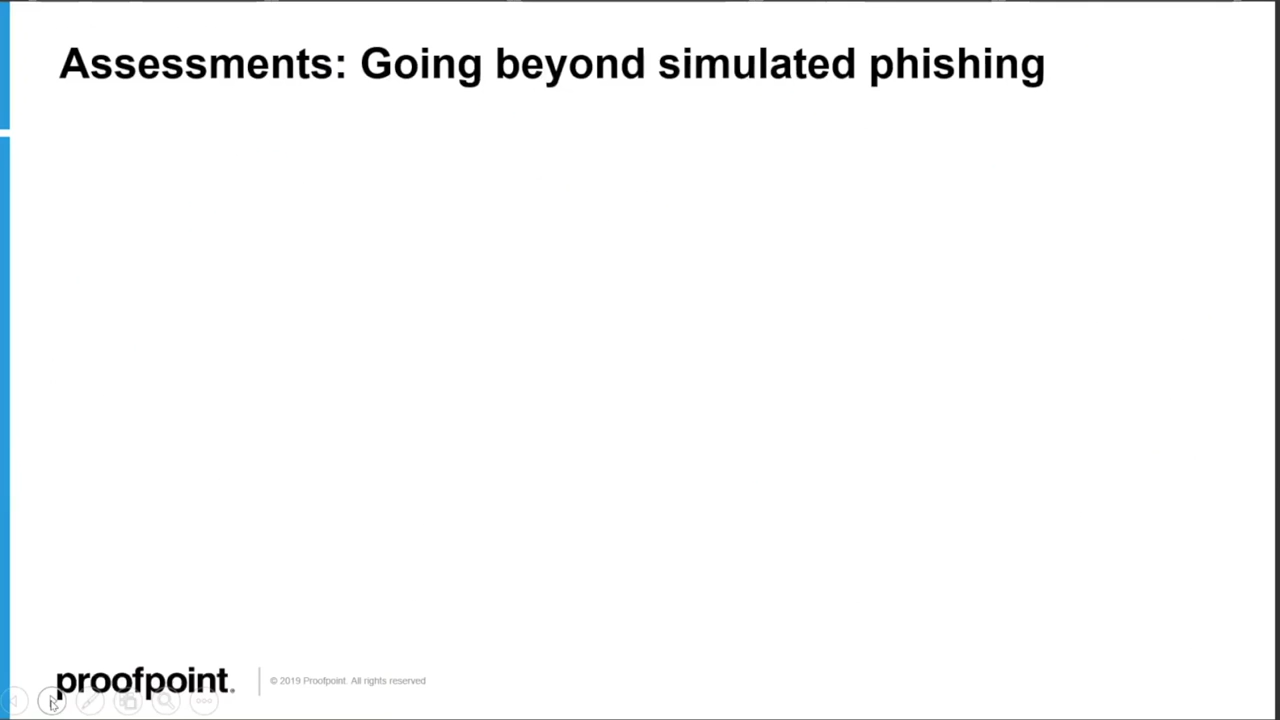 Assessments: Going beyond simulated phishing
proofpoint.
© 2019 Proofpoint. All rights reserved